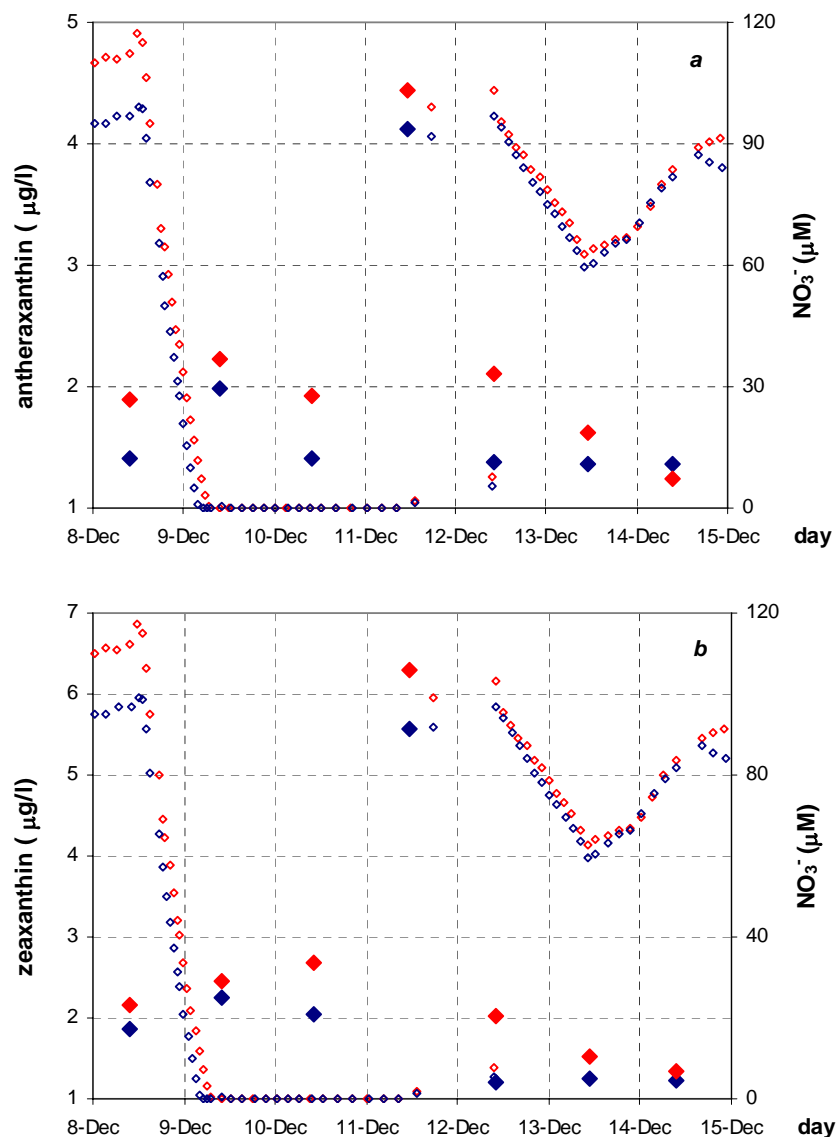 a
antheraxanthin ( μg/l)
5
4
3
2
1
120
90
60
30
0
NO3- (μM)
8-Dec 9-Dec 10-Dec 11-Dec 12-Dec 13-Dec 14-Dec 15-Dec day
b
zeaxanthin ( μg/l)
7
6
5
4
3
2
1
120
80
40
0
NO3- (μM)
8-Dec 9-Dec 10-Dec 11-Dec 12-Dec 13-Dec 14-Dec 15-Dec day